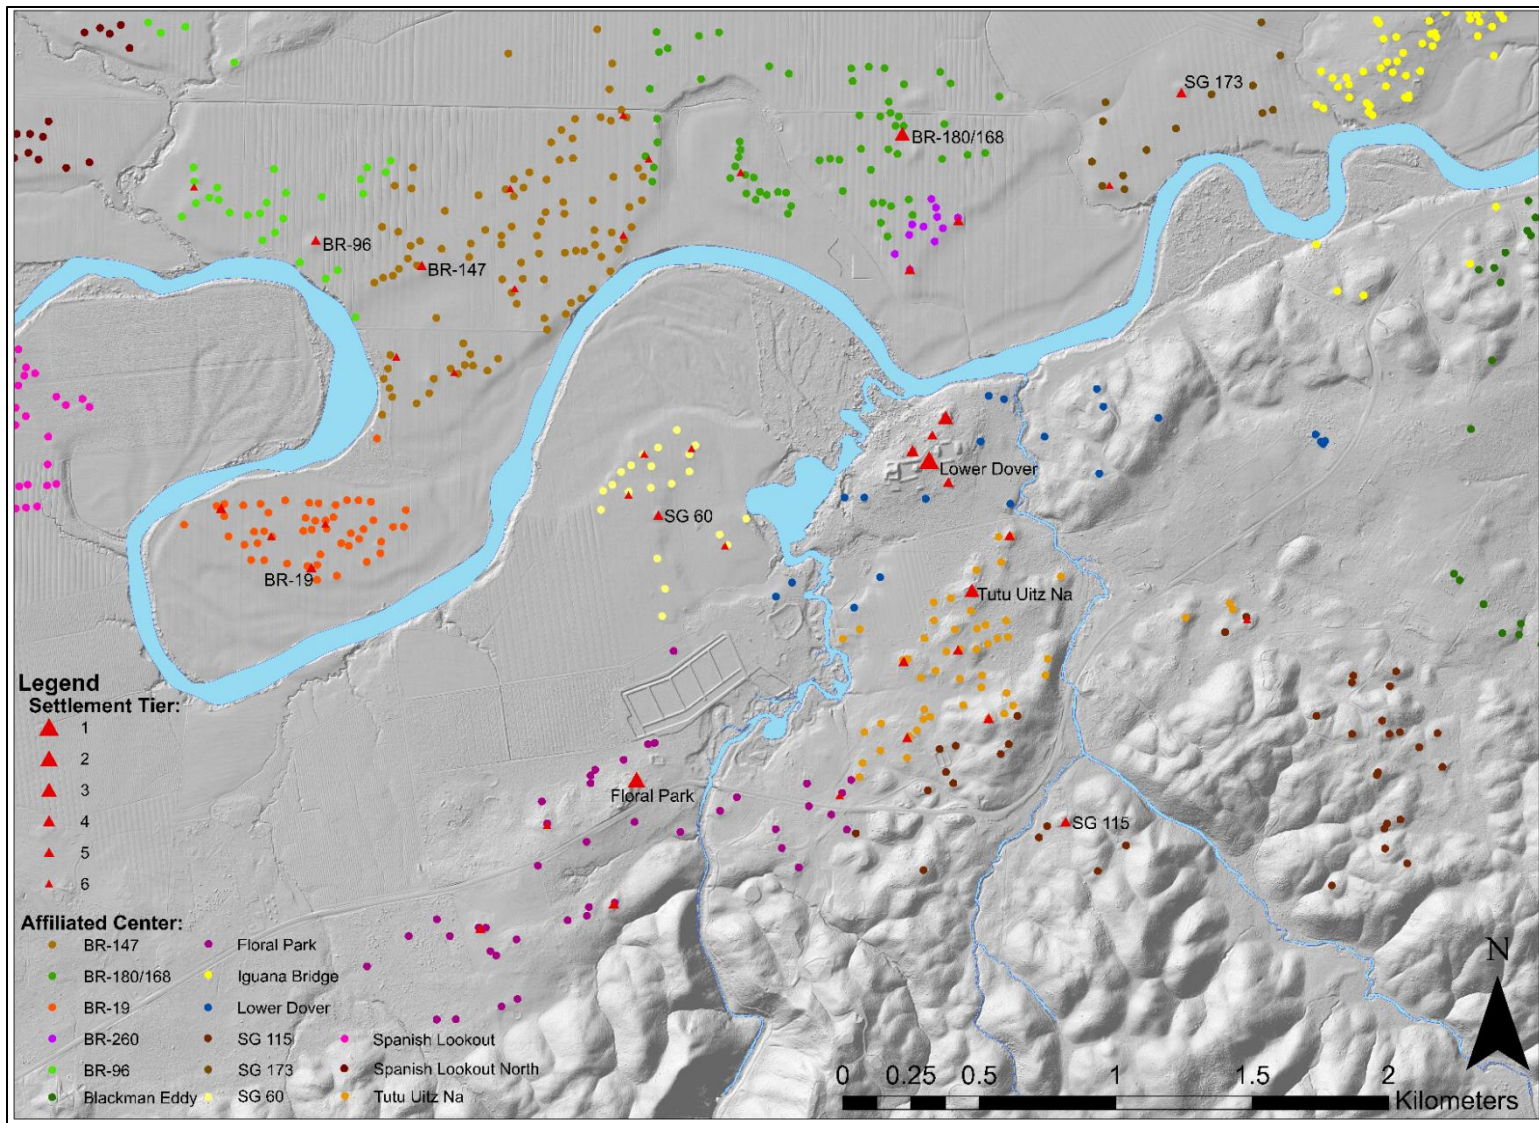 SG 173
BR-180/168
BR-96
BR-147
Lower Dover
SG 60
BR-19
Tutu Uitz Na
Floral Park
SG 115
Legend
Settlement Tier:
1
2
3
4
5
6
Affiliated Center:
BR-147
BR-180/168
BR-19
BR-260
BR-96
Blackman Eddy
Floral Park
Iguana Bridge
Lower Dover
SG 115
SG 173
SG 60
Spanish Lookout
Spanish Lookout North
Tutu Uitz Na
N
0 0.25 0.5 1 1.5 2
Kilometers